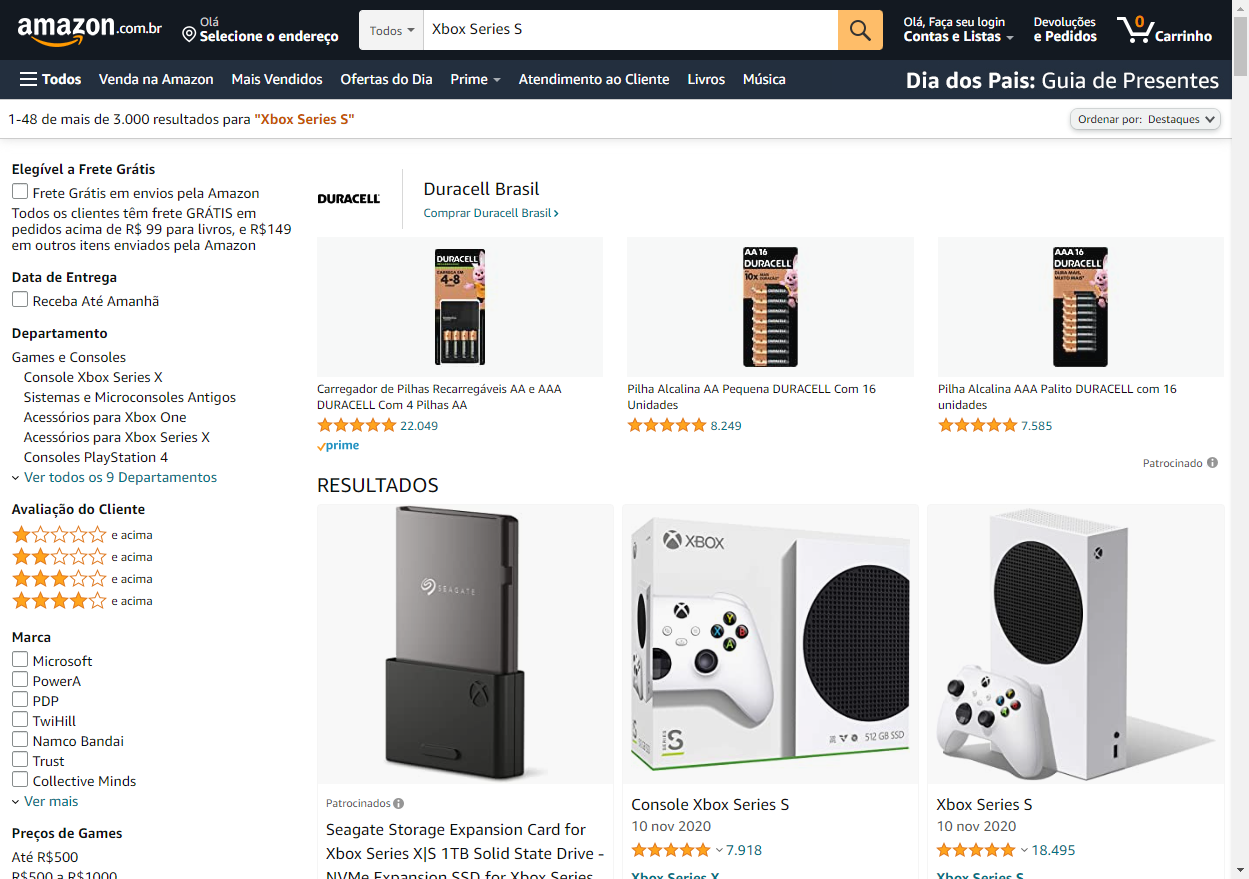 amazon.com.br
Olá
Selecione o endereço
Todos
Xbox Series S
Olá, Faça seu login
Contas e Listas
Devoluções
e Pedidos
0
Carrinho
Todos
Venda na Amazon
Mais Vendidos
Ofertas do Dia
Prime
Atendimento ao Cliente
Livros
Música
Dia dos Pais: Guia de Presentes
1-48 de mais de 3.000 resultados para "Xbox Series S"
Ordenar por: Destaques
Elegível a Frete Grátis
Frete Grátis em envios pela Amazon
Todos os clientes têm frete GRÁTIS em
pedidos acima de R$ 99 para livros, e R$149
em outros itens enviados pela Amazon
Data de Entrega
Receba Até Amanhã
Departamento
Games e Consoles
Console Xbox Series X
Sistemas e Microconsoles Antigos
Acessórios para Xbox One
Acessórios para Xbox Series X
Consoles PlayStation 4
Ver todos os 9 Departamentos
Avaliação do Cliente
e acima
e acima
e acima
e acima
Marca
Microsoft
PowerA
PDP
TwiHill
Namco Bandai
Trust
Collective Minds
Ver mais
Preços de Games
Até R$500
R$500 a R$1000
DURACELL
Duracell Brasil
Comprar Duracell Brasil
DURACELL
4-8
AA 16
DURACELL
10x
AAA 16
DURACELL
Carregador de Pilhas Recarregáveis AA e AAA
DURACELL Com 4 Pilhas AA
22.049
prime
Pilha Alcalina AA Pequena DURACELL Com 16
Unidades
8.249
Pilha Alcalina AAA Palito DURACELL com 16
unidades
7.585
Patrocinado
RESULTADOS
SEAGATE
XBOX
Y
X
B
A
SERIES S
512 GB SSD
Patrocinados
Seagate Storage Expansion Card for
Xbox Series X|S 1TB Solid State Drive -
NVMe Expansion SSD for Xbox Series
Console Xbox Series S
10 nov 2020
7.918
Xbox Series X
Xbox Series S
10 nov 2020
18.495
Xbox Series S